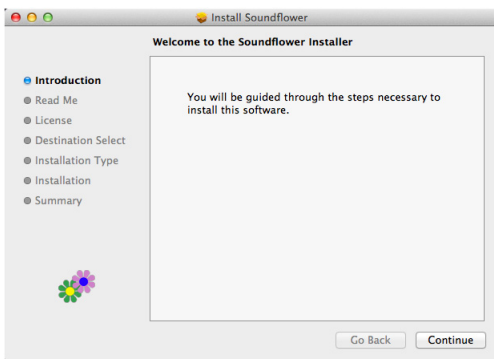 Install Soundflower
Welcome to the Soundflower Installer
Introduction
Read Me
License
Destination Select
Installation Type
Installation
Summary
You will be guided through the steps necessary to
install this software.
Go Back
Continue